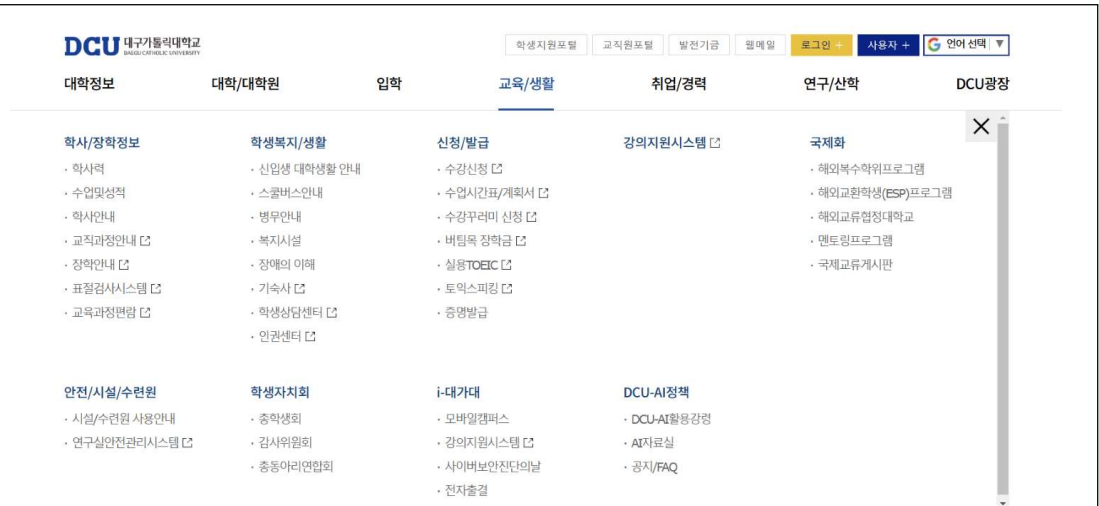 DCU 대구가톨릭대학교
DAEGU CATHOLIC UNIVERSITY
학생지원포털 교직원포털 발전기금 웹메일 로그인 + 사용자 + G 언어 선택 ▼
대학정보 대학/대학원 입학 교육/생활 취업/경력 연구/산학 DCU광장
학사/장학정보
· 학사력
· 수업및성적
· 학사안내
· 교직과정안내
· 장학안내
· 표절검사시스템
· 교육과정편람
학생복지/생활
· 신입생 대학생활 안내
· 스쿨버스안내
· 병무안내
· 복지시설
· 장애의 이해
· 기숙사
· 학생상담센터
· 인권센터
신청/발급
· 수강신청
· 수업시간표/계획서
· 수강꾸러미 신청
· 버팀목 장학금
· 실용TOEIC
· 토익스피킹
· 증명발급
강의지원시스템
국제화
· 해외복수학위프로그램
· 해외교환학생(ESP)프로그램
· 해외교류협정대학교
· 멘토링프로그램
· 국제교류게시판
안전/시설/수련원
· 시설/수련원 사용안내
· 연구실안전관리시스템
학생자치회
· 총학생회
· 감사위원회
· 총동아리연합회
i-대가대
· 모바일캠퍼스
· 강의지원시스템
· 사이버보안진단의날
· 전자출결
DCU-AI정책
· DCU-AI활용강령
· AI자료실
· 공지/FAQ